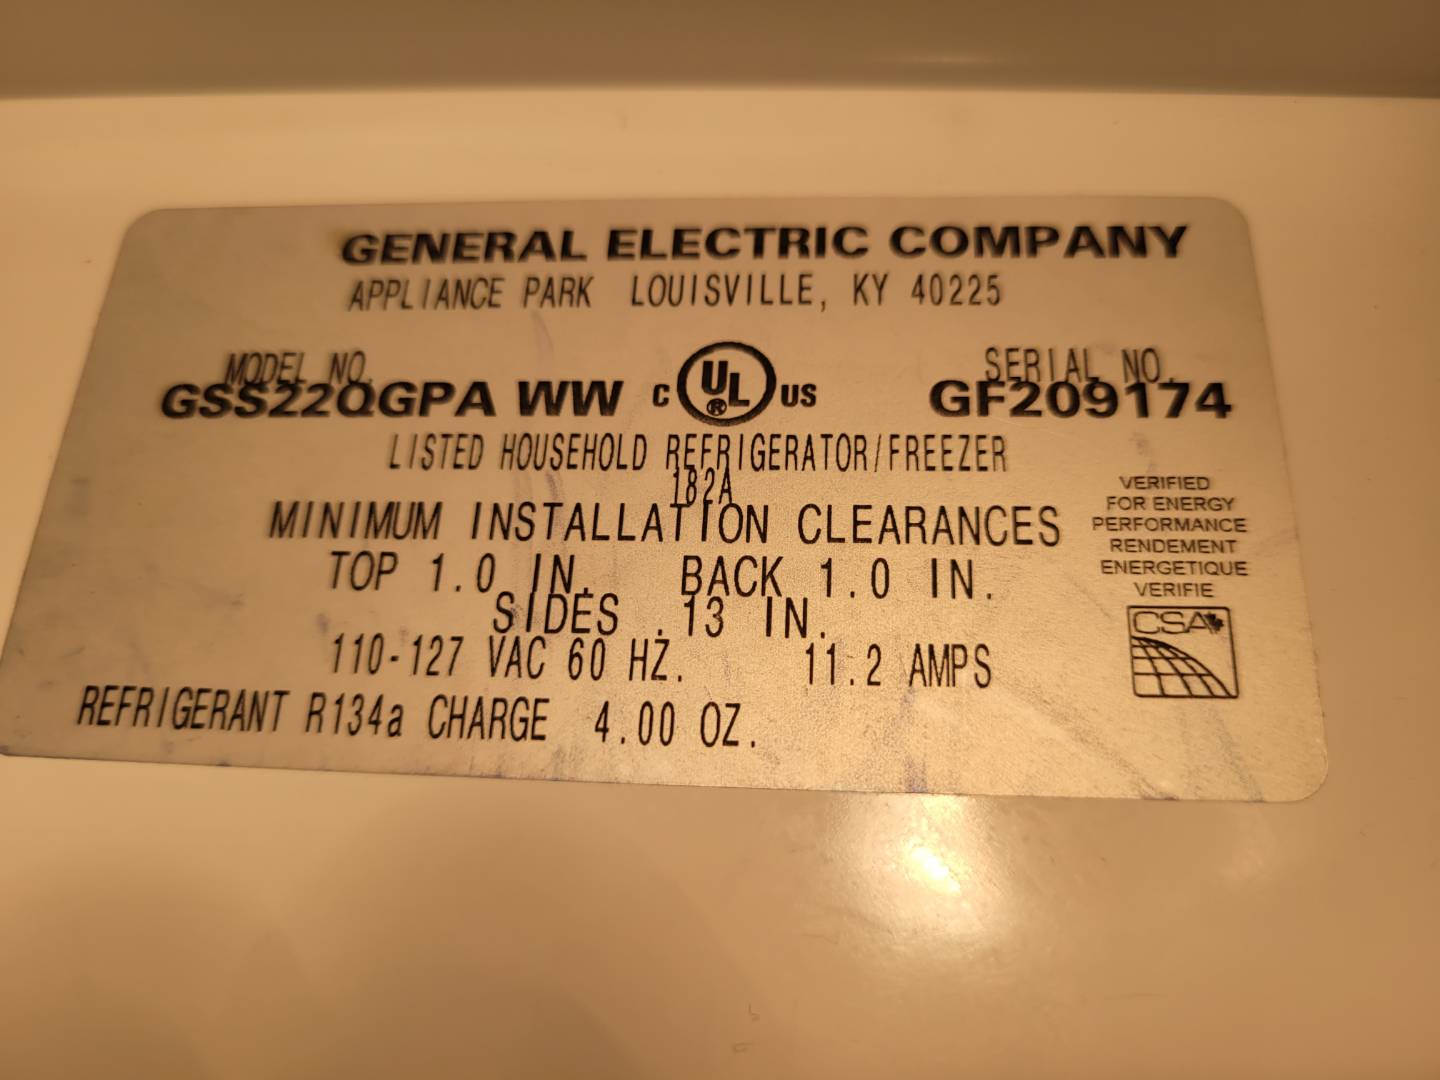 GENERAL ELECTRIC COMPANY
APPLIANCE PARK LOUISVILLE, KY 40225
MODEL NO. SERIAL NO.
GSS22QGPA WW C UL ® US GF209174
LISTED HOUSEHOLD REFRIGERATOR/FREEZER
182A
MINIMUM INSTALLATION CLEARANCES
TOP 1.0 IN. BACK 1.0 IN.
SIDES .13 IN.
110-127 VAC 60 HZ. 11.2 AMPS
REFRIGERANT R134a CHARGE 4.00 OZ.
VERIFIED
FOR ENERGY
PERFORMANCE
RENDEMENT
ENERGETIQUE
VERIFIE
CSA